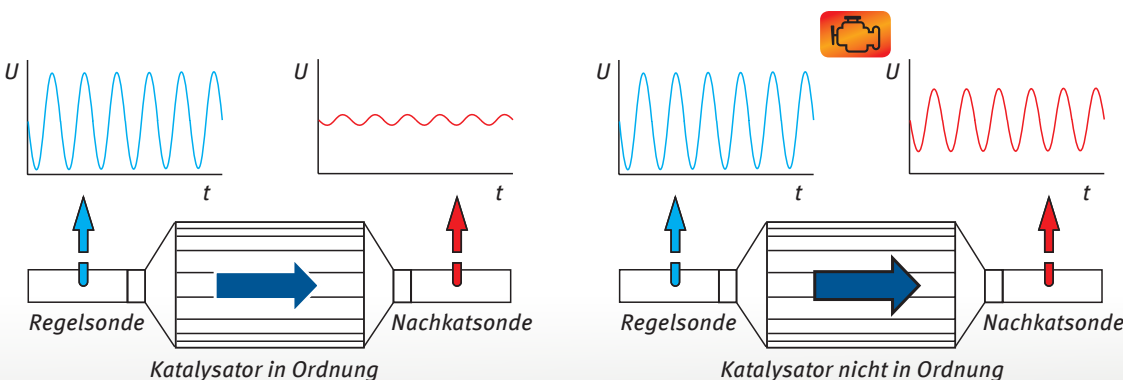 U
t
U
t
Regelsonde
Nachkatsonde
Katalysator in Ordnung
U
t
U
t
Regelsonde
Nachkatsonde
Katalysator nicht in Ordnung